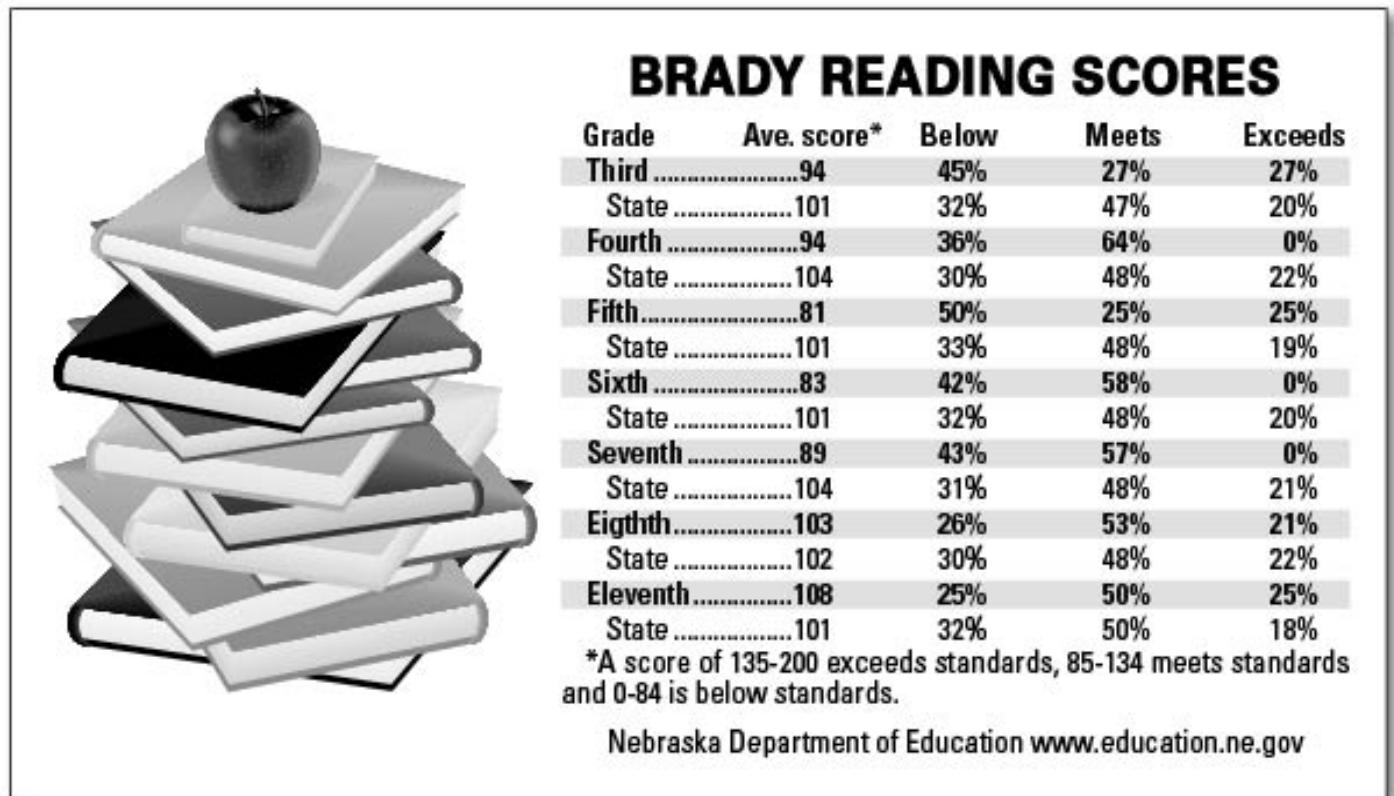 BRADY READING SCORES
Grade Ave. score* Below Meets Exceeds
Third ......................94 45% 27% 27%
State ..................101 32% 47% 20%
Fourth ....................94 36% 64% 0%
State ..................104 30% 48% 22%
Fifth........................81 50% 25% 25%
State ..................101 33% 48% 19%
Sixth ......................83 42% 58% 0%
State ..................101 32% 48% 20%
Seventh .................89 43% 57% 0%
State ..................104 31% 48% 21%
Eigthth...................103 26% 53% 21%
State ..................102 30% 48% 22%
Eleventh...............108 25% 50% 25%
State ..................101 32% 50% 18%
*A score of 135-200 exceeds standards, 85-134 meets standards
and 0-84 is below standards.
Nebraska Department of Education www.education.ne.gov